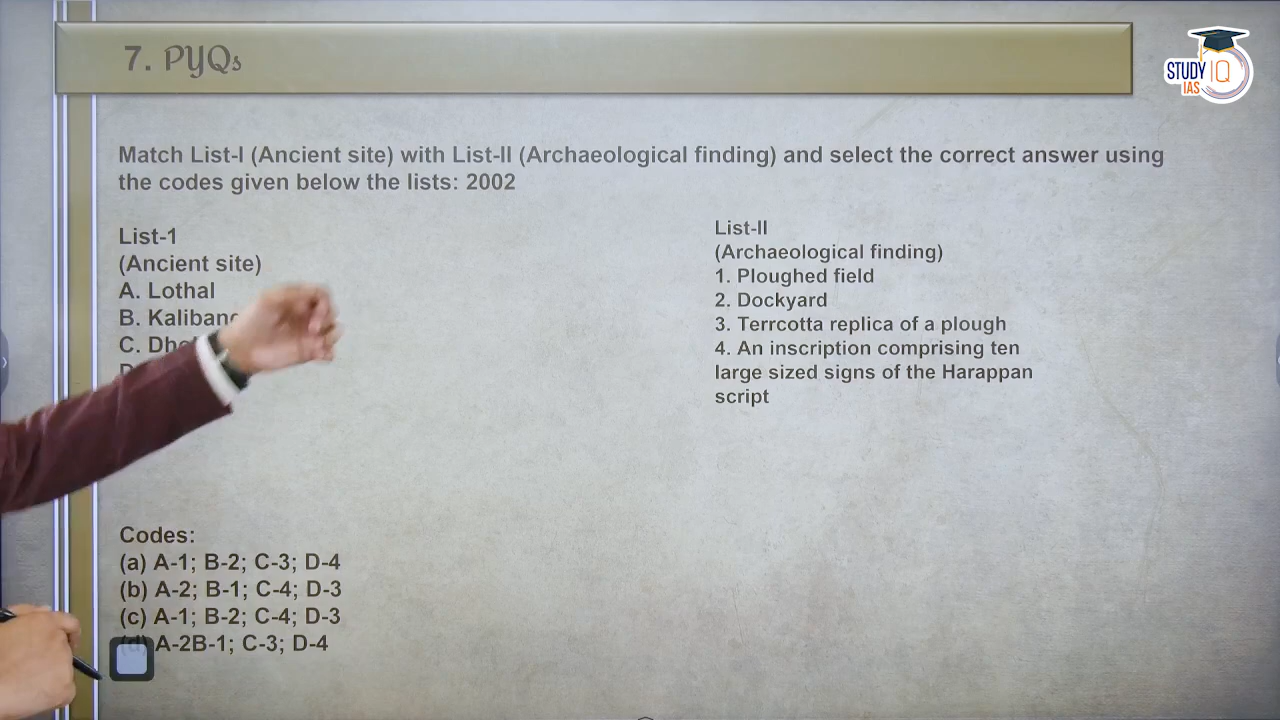 7. PYQs
STUDY IQ
IAS
Match List-I (Ancient site) with List-II (Archaeological finding) and select the correct answer using
the codes given below the lists: 2002
List-1
(Ancient site)
A. Lothal
B.
C.
List-II
(Archaeological finding)
1. Ploughed field
2. Dockyard
3. Terrcotta replica of a plough
4. An inscription comprising ten
large sized signs of the Harappan
script
Codes:
(a) A-1; B-2; C-3; D-4
(b) A-2; B-1; C-4; D-3
(c) A-1; B-2; C-4; D-3
(d) A-2B-1; C-3; D-4